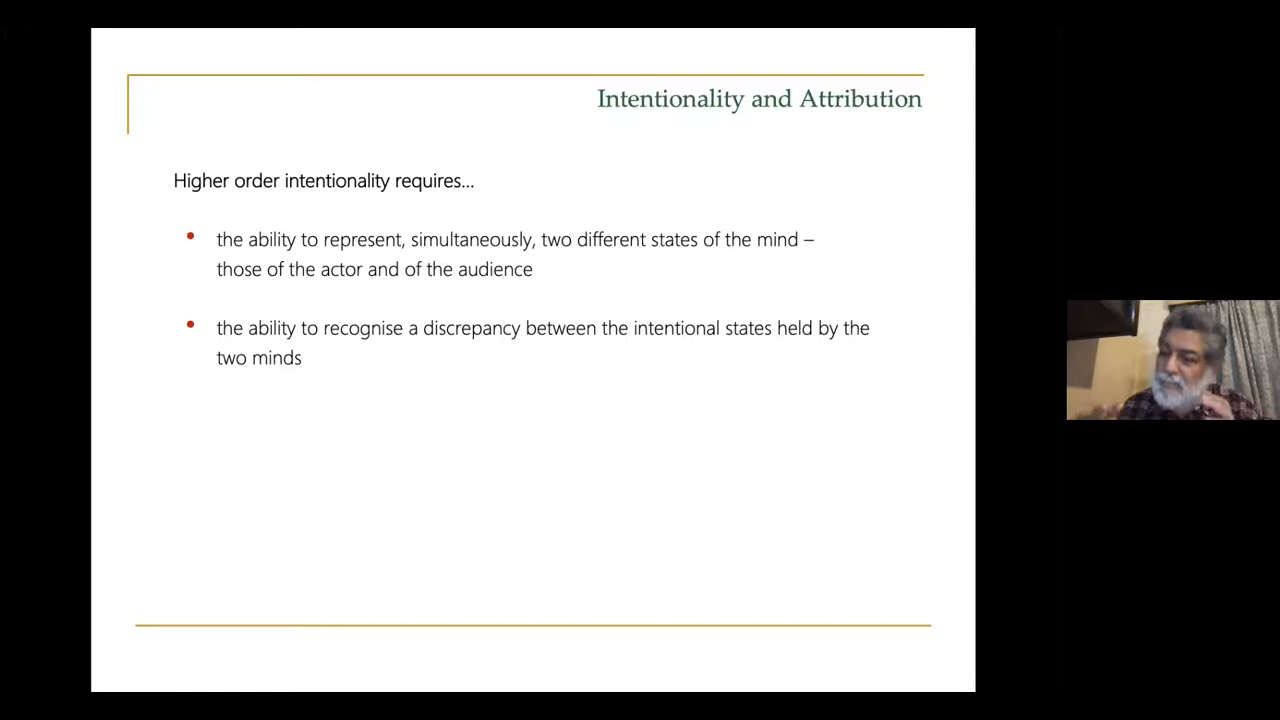 Intentionality and Attribution
Higher order intentionality requires...
• the ability to represent, simultaneously, two different states of the mind –
those of the actor and of the audience
• the ability to recognise a discrepancy between the intentional states held by the
two minds